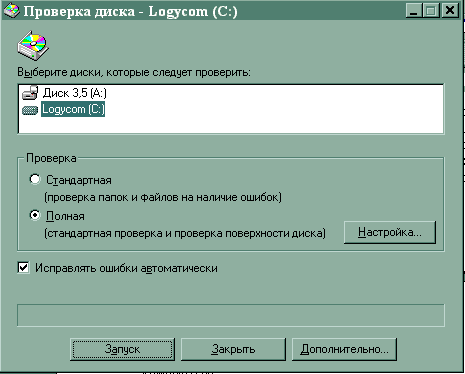 Проверка диска - Logycom (C:)
Выберите диски, которые следует проверить:
Диск 3,5 (A:)
Logycom (C:)
Проверка
Стандартная
(проверка папок и файлов на наличие ошибок)
Полная
(стандартная проверка и проверка поверхности диска)
Настройка...
Исправлять ошибки автоматически
Запуск
Закрыть
Дополнительно...